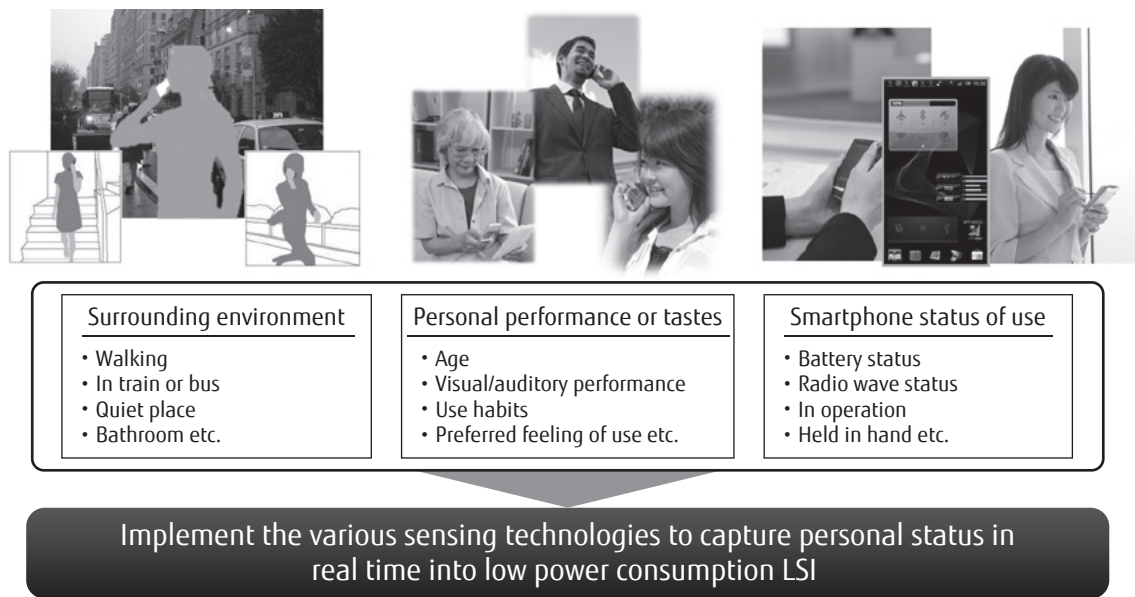 Surrounding environment
• Walking
• In train or bus
• Quiet place
• Bathroom etc.
Personal performance or tastes
• Age
• Visual/auditory performance
• Use habits
• Preferred feeling of use etc.
Smartphone status of use
• Battery status
• Radio wave status
• In operation
• Held in hand etc.
Implement the various sensing technologies to capture personal status in
real time into low power consumption LSI